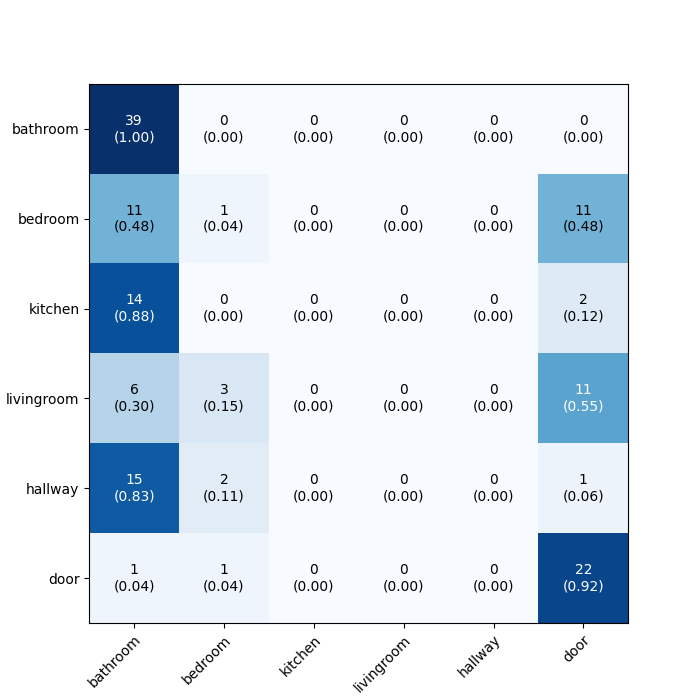 bathroom 39 0 0 0 0 0
(1.00) (0.00) (0.00) (0.00) (0.00) (0.00)
bedroom 11 1 0 0 0 11
(0.48) (0.04) (0.00) (0.00) (0.00) (0.48)
kitchen 14 0 0 0 0 2
(0.88) (0.00) (0.00) (0.00) (0.00) (0.12)
livingroom 6 3 0 0 0 11
(0.30) (0.15) (0.00) (0.00) (0.00) (0.55)
hallway 15 2 0 0 0 1
(0.83) (0.11) (0.00) (0.00) (0.00) (0.06)
door 1 1 0 0 0 22
(0.04) (0.04) (0.00) (0.00) (0.00) (0.92)
bathroom bedroom kitchen livingroom hallway door